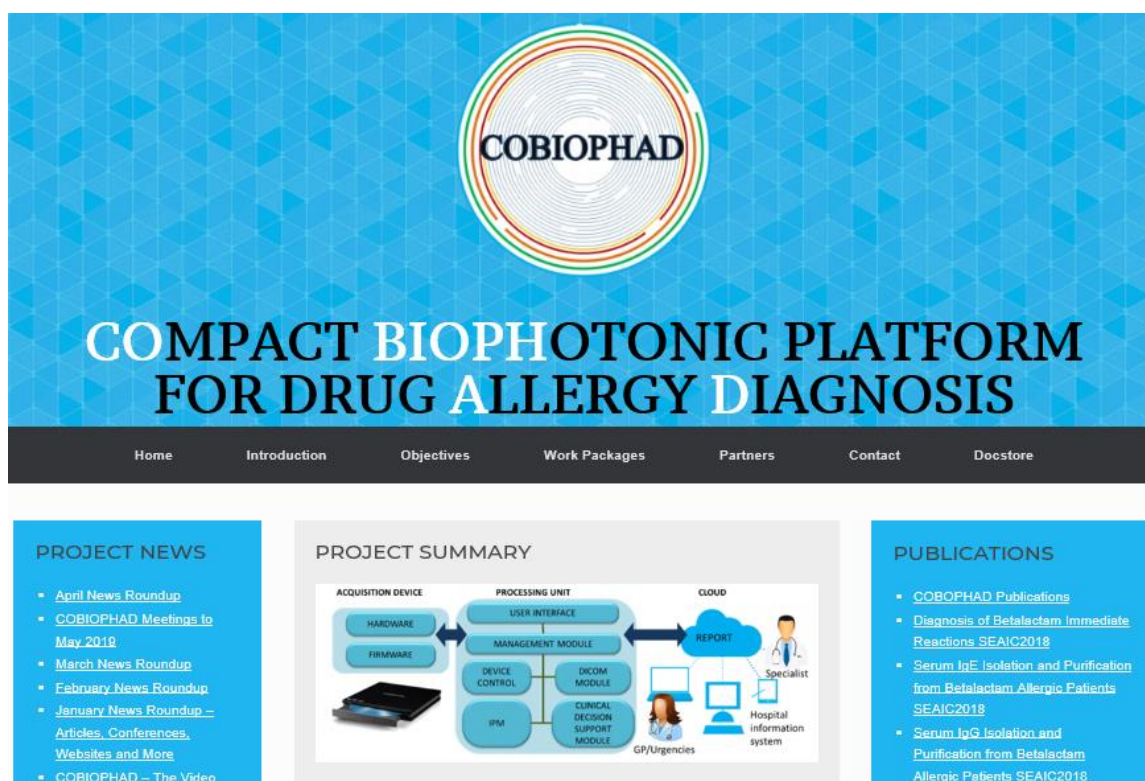 COBIOPHAD
COMPACT BIOPHOTONIC PLATFORM
FOR DRUG ALLERGY DIAGNOSIS
Home Introduction Objectives Work Packages Partners Contact Docstore
PROJECT NEWS
April News Roundup
COBIOPHAD Meetings to
May 2019
March News Roundup
February News Roundup
January News Roundup –
Articles, Conferences,
Websites and More
COBIOPHAD – The Video
PROJECT SUMMARY
ACQUISITION DEVICE
HARDWARE
FIRMWARE
PROCESSING UNIT
USER INTERFACE
MANAGEMENT MODULE
DEVICE
CONTROL
DICOM
MODULE
IPM
CLINICAL
DECISION
SUPPORT
MODULE
CLOUD
REPORT
Specialist
Hospital
information
system
GP/Urgencies
PUBLICATIONS
COBOPHAD Publications
Diagnosis of Betalactam Immediate
Reactions SEAIC2018
Serum IgE Isolation and Purification
from Betalactam Allergic Patients
SEAIC2018
Serum IgG Isolation and
Purification from Betalactam
Allergic Patients SEAIC2018